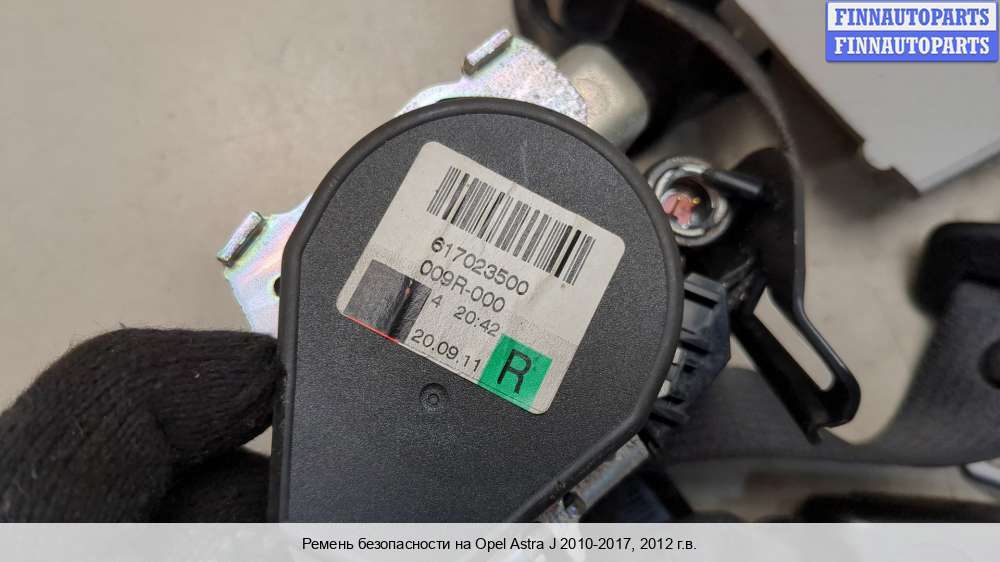 FINNAUTOPARTS
FINNAUTOPARTS
617023500
009R-000
4 20:42
20.09.11
R
Ремень безопасности на Opel Astra J 2010-2017, 2012 г.в.